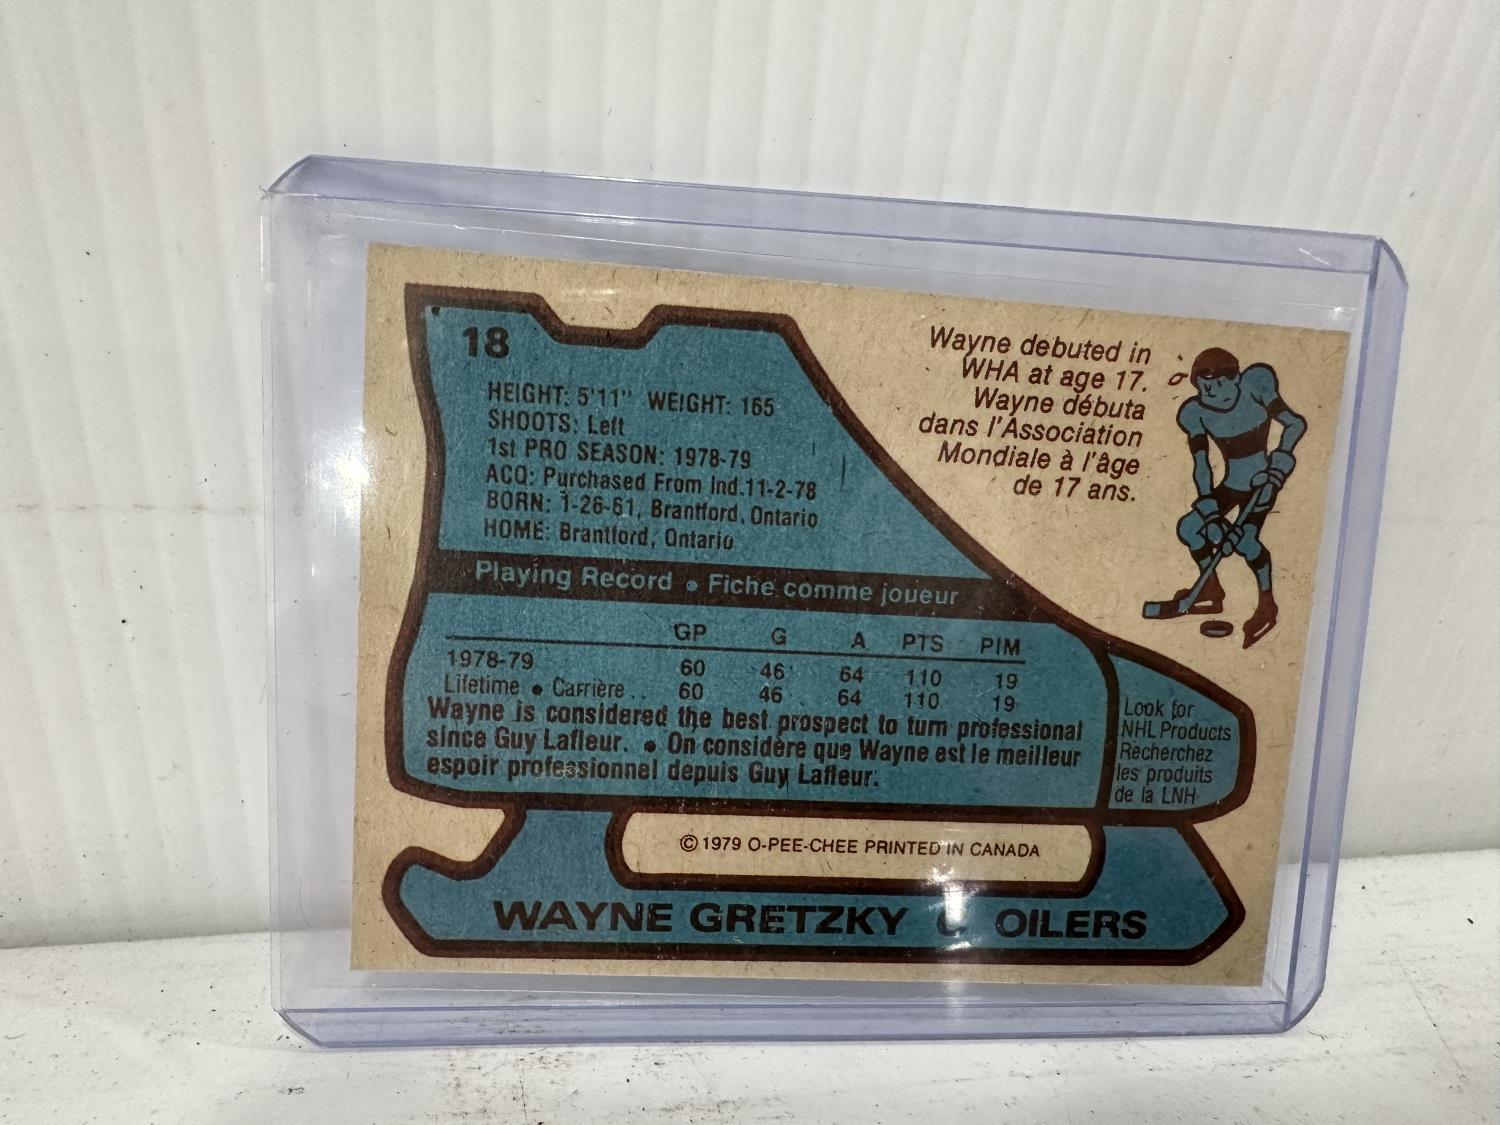 18
HEIGHT: 5'11" WEIGHT: 165
SHOOTS: Left
1st PRO SEASON: 1978-79
ACQ: Purchased From Ind.11-2-78
BORN: 1-26-61, Brantford, Ontario
HOME: Brantford, Ontario
Wayne debuted in
WHA at age 17.
Wayne débuta
dans l'Association
Mondiale à l'âge
de 17 ans.
Playing Record • Fiche comme joueur
GP G A PTS PIM
1978-79 60 46 64 110 19
Lifetime • Carrière .. 60 46 64 110 19
Wayne is considered the best prospect to turn professional
since Guy Lafleur. • On considère que Wayne est le meilleur
espoir professionnel depuis Guy Lafleur.
Look for
NHL Products
Recherchez
les produits
de la LNH
© 1979 O-PEE-CHEE PRINTED IN CANADA
WAYNE GRETZKY C OILERS